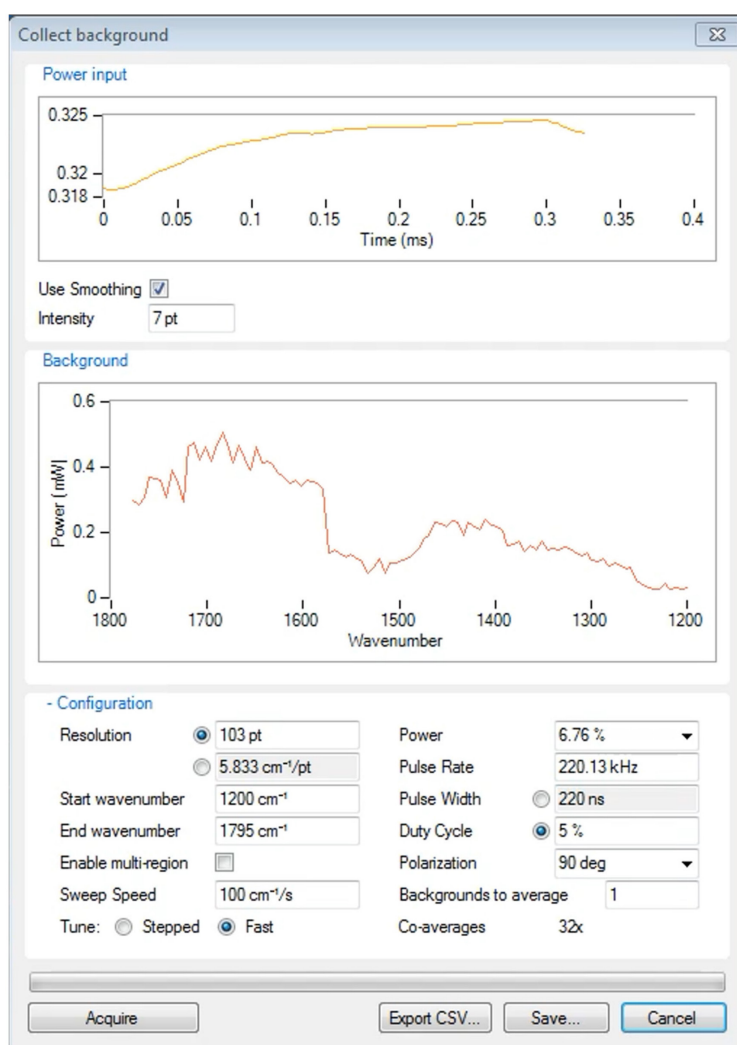 Collect background
Power input
0.325
0.32
0.318
0 0.05 0.1 0.15 0.2 0.25 0.3 0.35 0.4
Time (ms)
Use Smoothing
Intensity 7 pt
Background
0.6
0.4
0.2
0
Power (mW)
1800 1700 1600 1500 1400 1300 1200
Wavenumber
- Configuration
Resolution 103 pt Power 6.76 %
5.833 cm⁻¹/pt Pulse Rate 220.13 kHz
Start wavenumber 1200 cm⁻¹ Pulse Width 220 ns
End wavenumber 1795 cm⁻¹ Duty Cycle 5 %
Enable multi-region Polarization 90 deg
Sweep Speed 100 cm⁻¹/s Backgrounds to average 1
Tune: Stepped Fast Co-averages 32x
Acquire Export CSV... Save... Cancel